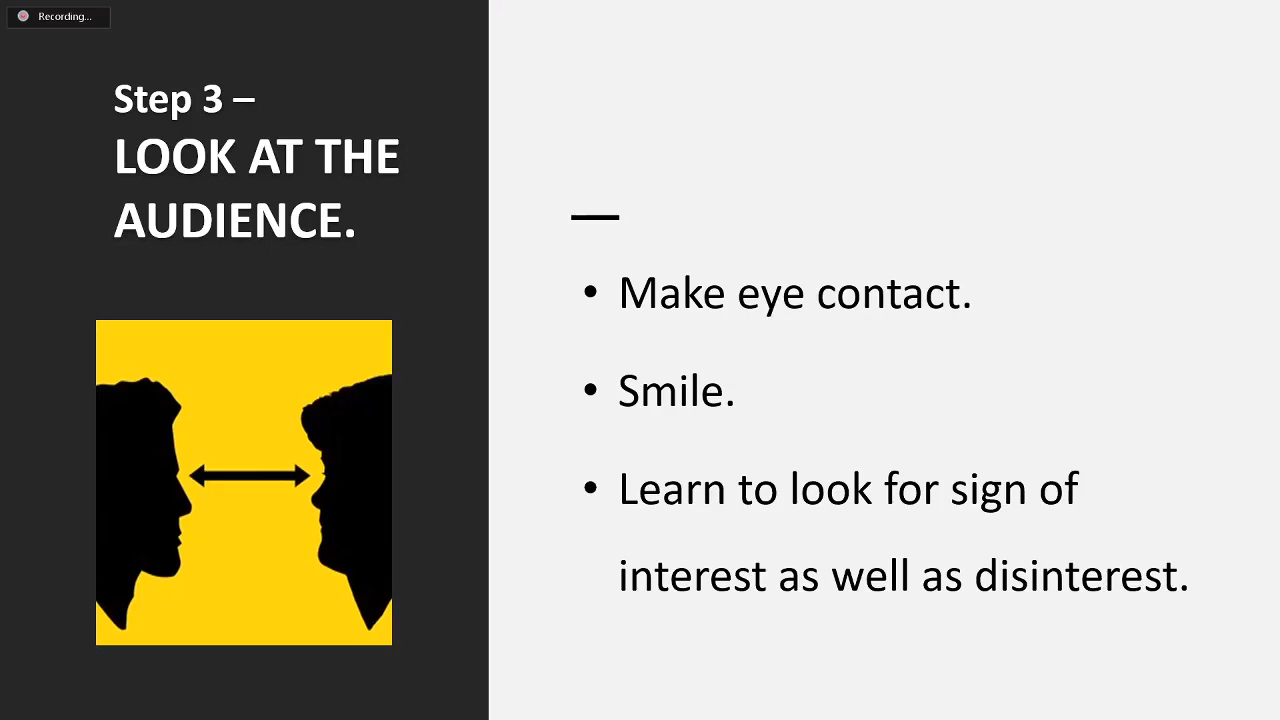 Recording...
Step 3 –
LOOK AT THE
AUDIENCE.
• Make eye contact.
• Smile.
• Learn to look for sign of
interest as well as disinterest.